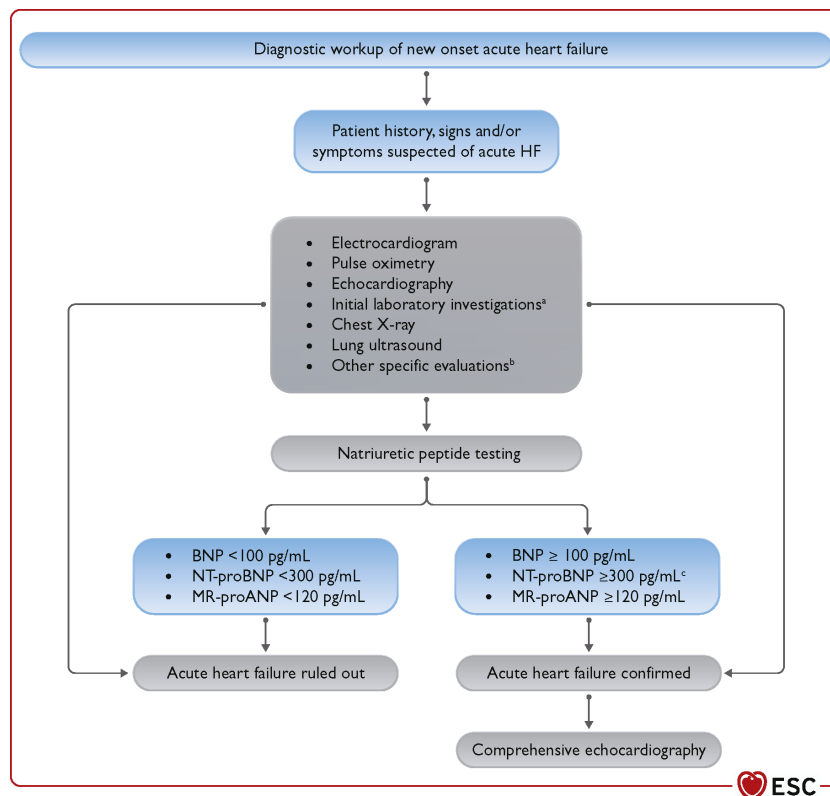 Diagnostic workup of new onset acute heart failure
Patient history, signs and/or
symptoms suspected of acute HF
• Electrocardiogram
• Pulse oximetry
• Echocardiography
• Initial laboratory investigationsᵃ
• Chest X-ray
• Lung ultrasound
• Other specific evaluationsᵇ
Natriuretic peptide testing
• BNP <100 pg/mL
• NT-proBNP <300 pg/mL
• MR-proANP <120 pg/mL
• BNP ≥ 100 pg/mL
• NT-proBNP ≥300 pg/mLᶜ
• MR-proANP ≥120 pg/mL
Acute heart failure ruled out
Acute heart failure confirmed
Comprehensive echocardiography
ESC